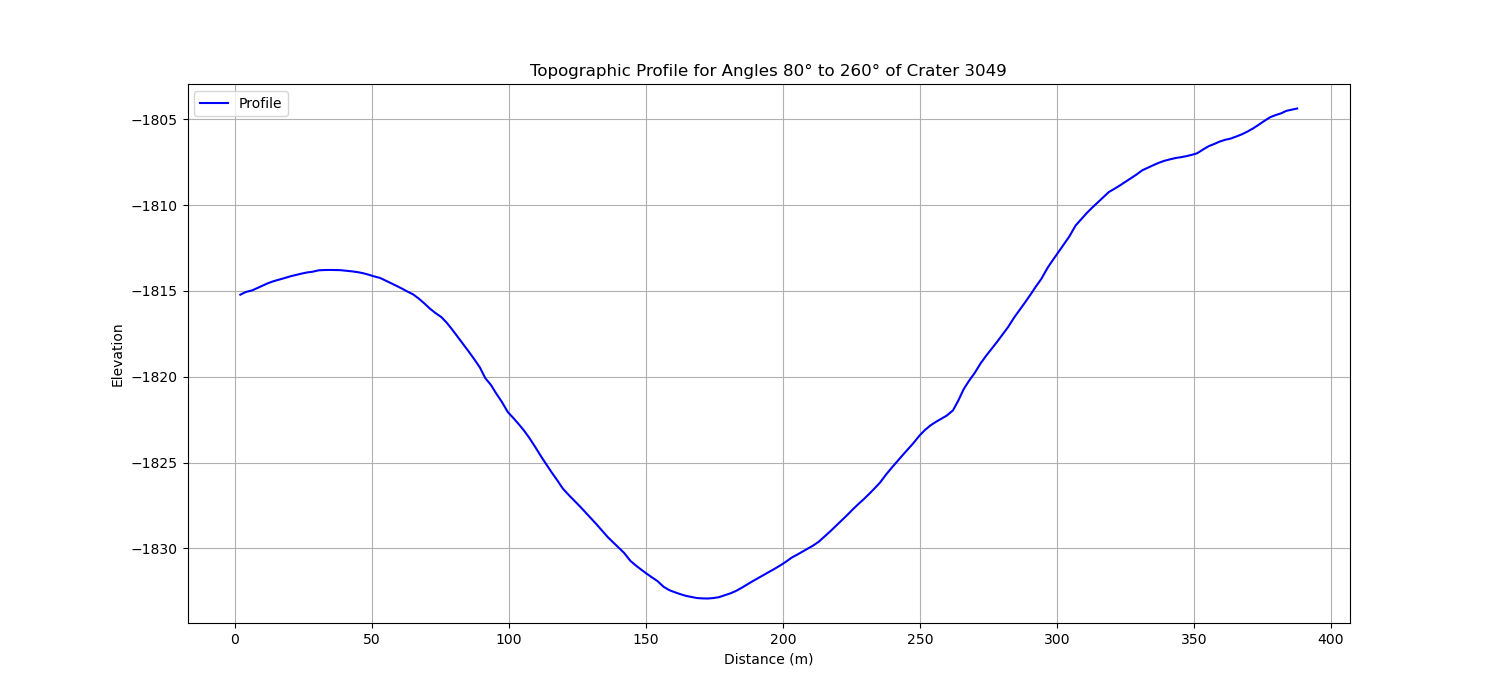 Topographic Profile for Angles 80° to 260° of Crater 3049
Profile
−1805
−1810
−1815
−1820
−1825
−1830
Elevation
0 50 100 150 200 250 300 350 400
Distance (m)